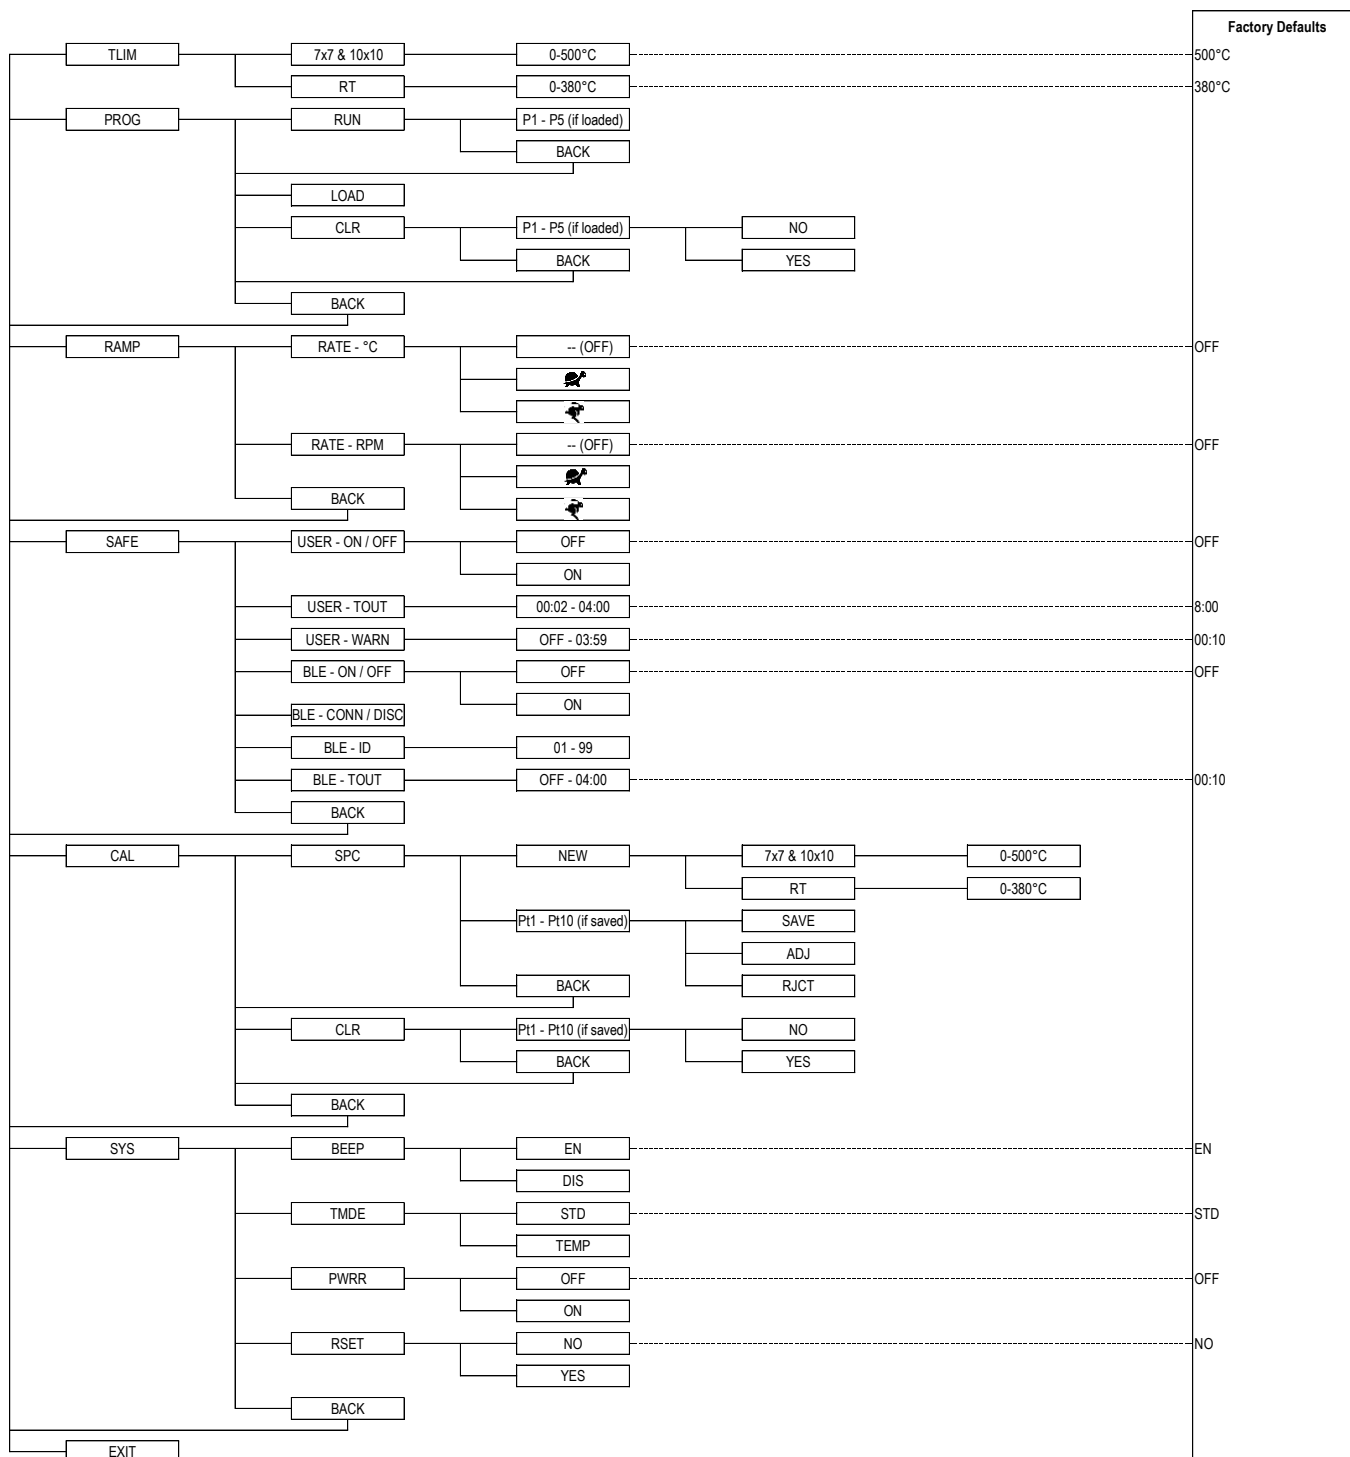 Factory Defaults
TLIM 7x7 & 10x10 0-500°C 500°C
RT 0-380°C 380°C
PROG RUN P1 - P5 (if loaded)
BACK
LOAD
CLR P1 - P5 (if loaded) NO
BACK YES
BACK
RAMP RATE - °C -- (OFF) OFF
RATE - RPM -- (OFF) OFF
BACK
SAFE USER - ON / OFF OFF OFF
ON
USER - TOUT 00:02 - 04:00 8:00
USER - WARN OFF - 03:59 00:10
BLE - ON / OFF OFF OFF
ON
BLE - CONN / DISC
BLE - ID 01 - 99
BLE - TOUT OFF - 04:00 00:10
BACK
CAL SPC NEW 7x7 & 10x10 0-500°C
RT 0-380°C
Pt1 - Pt10 (if saved) SAVE
ADJ
BACK RJCT
CLR Pt1 - Pt10 (if saved) NO
BACK YES
BACK
SYS BEEP EN EN
DIS
TMDE STD STD
TEMP
PWRR OFF OFF
ON
RSET NO NO
YES
BACK
EXIT